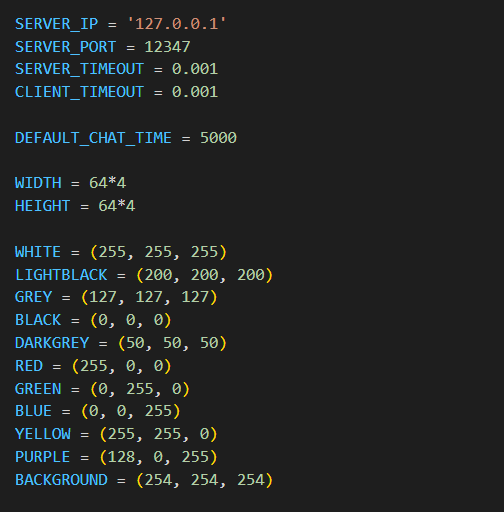 SERVER_IP = '127.0.0.1'
SERVER_PORT = 12347
SERVER_TIMEOUT = 0.001
CLIENT_TIMEOUT = 0.001
DEFAULT_CHAT_TIME = 5000
WIDTH = 64*4
HEIGHT = 64*4
WHITE = (255, 255, 255)
LIGHTBLACK = (200, 200, 200)
GREY = (127, 127, 127)
BLACK = (0, 0, 0)
DARKGREY = (50, 50, 50)
RED = (255, 0, 0)
GREEN = (0, 255, 0)
BLUE = (0, 0, 255)
YELLOW = (255, 255, 0)
PURPLE = (128, 0, 255)
BACKGROUND = (254, 254, 254)